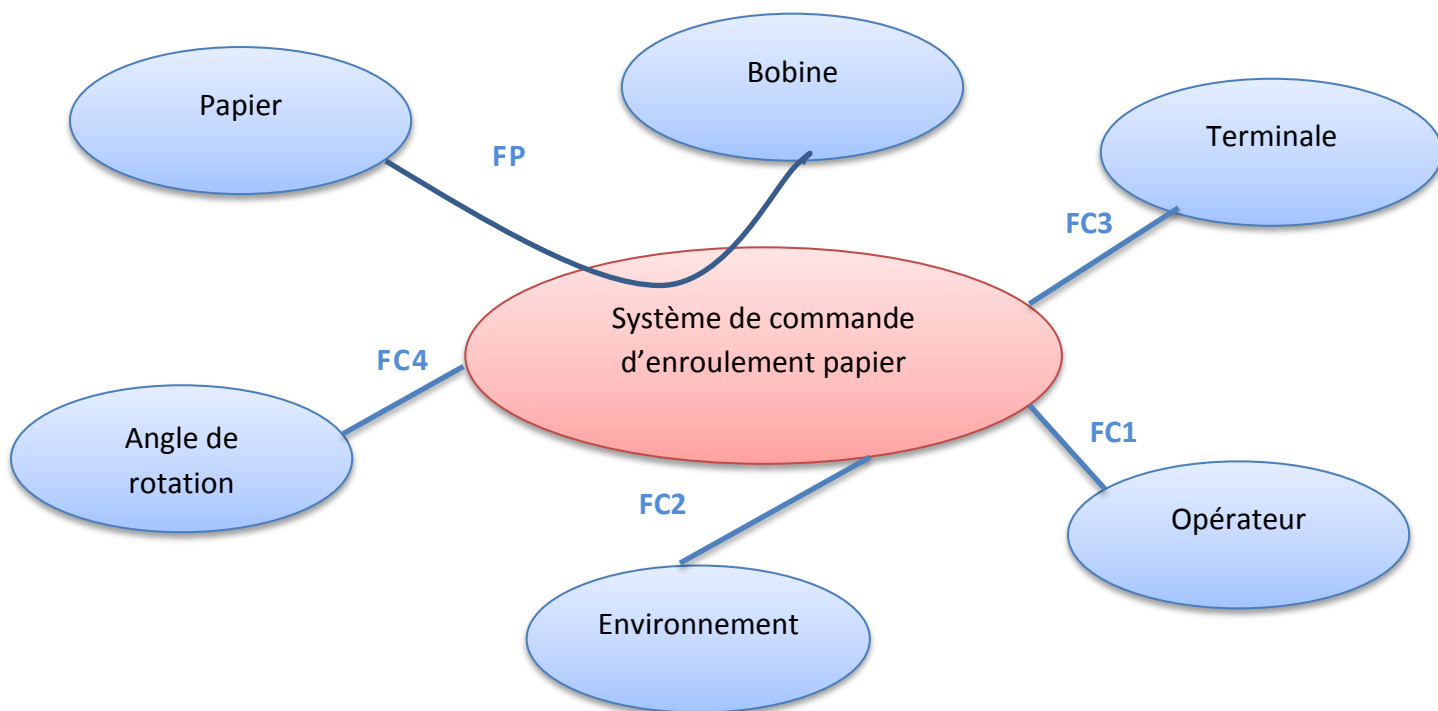 Bobine
Papier
Terminale
FP
FC3
Système de commande
d’enroulement papier
FC4
FC1
Angle de
rotation
FC2
Opérateur
Environnement